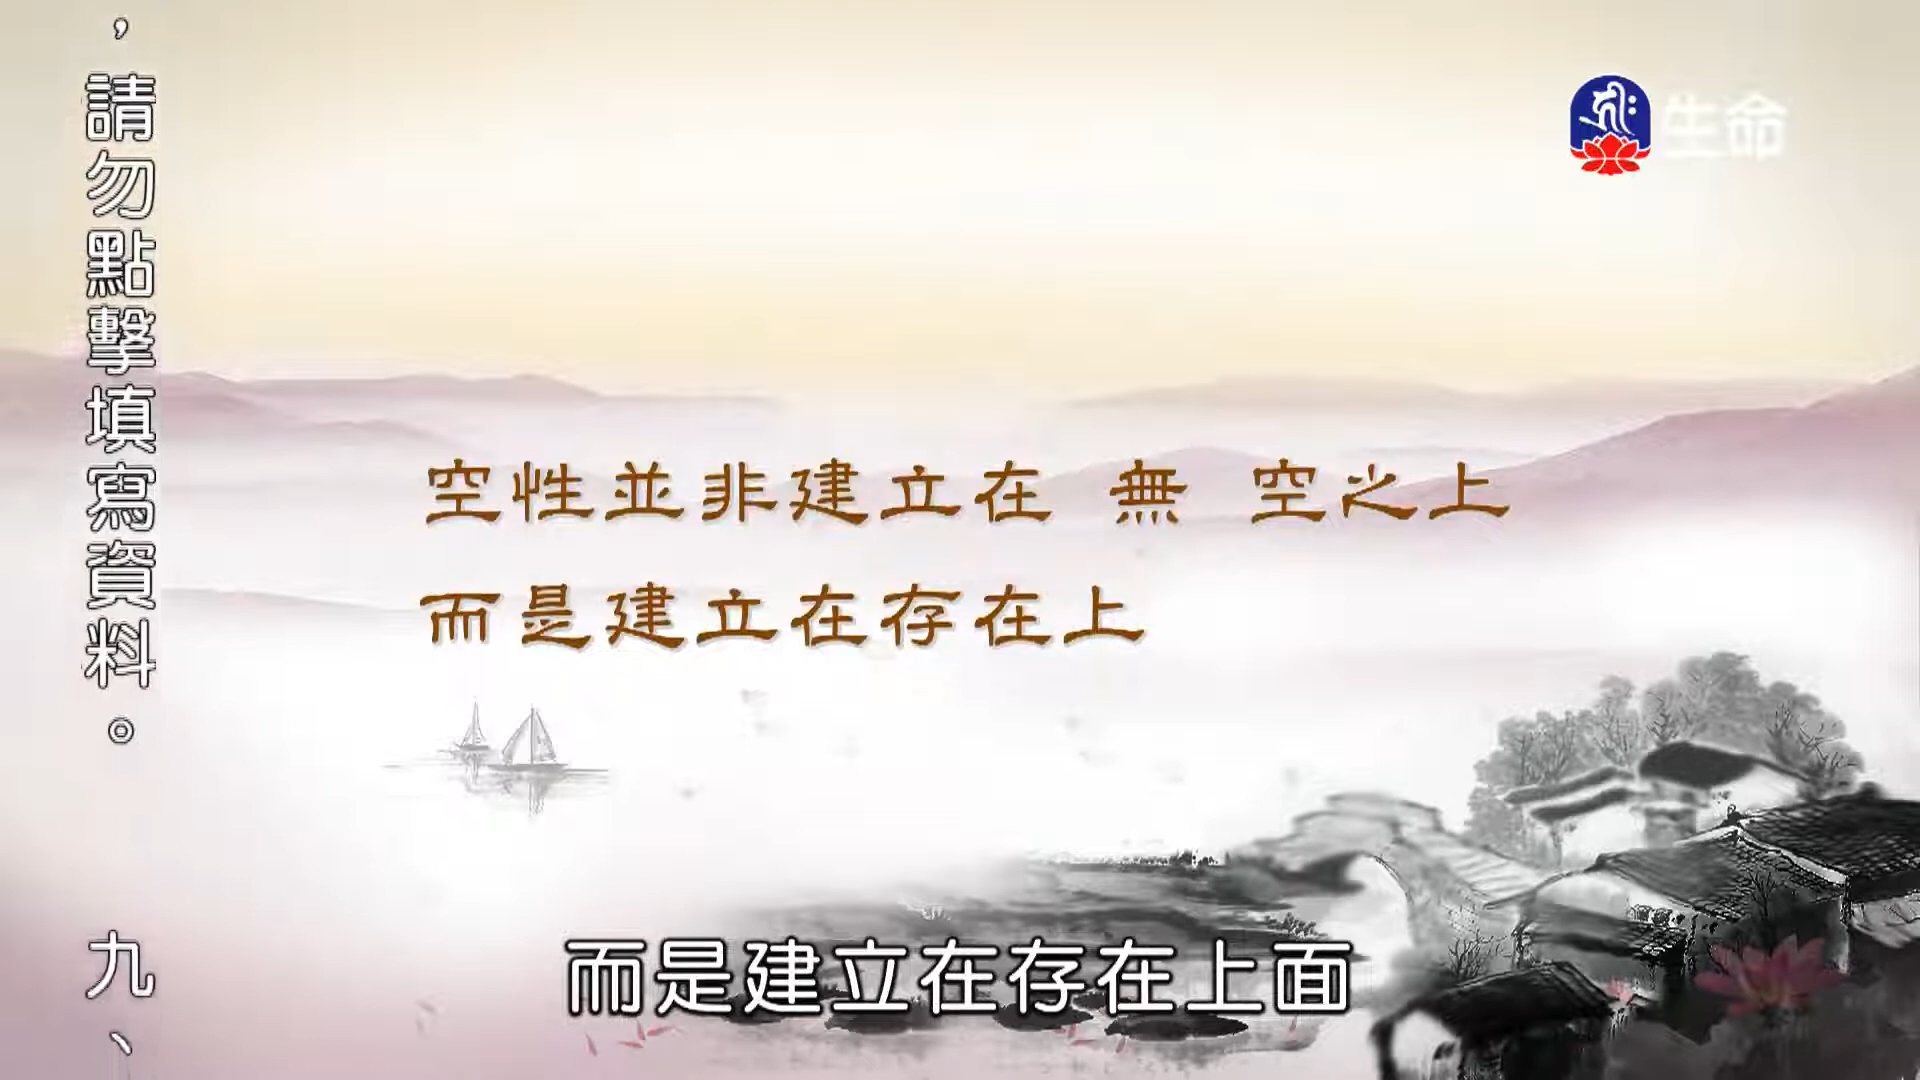 ，請勿點擊填寫資料。 九、
生命
空性並非建立在 無 空之上
而是建立在存在上
而是建立在存在上面